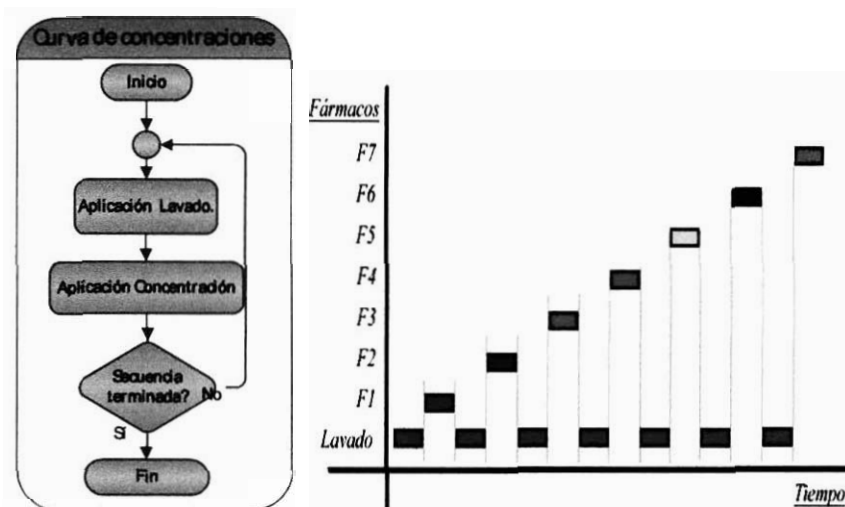 Curva de concentraciones
Inicio
Aplicación Lavado.
Aplicación Concentración
Secuencia
terminada?
No
Sí
Fin
Fármacos
F7
F6
F5
F4
F3
F2
F1
Lavado
Tiempo